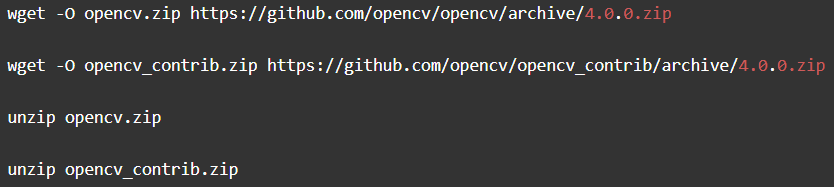 wget -O opencv.zip https://github.com/opencv/opencv/archive/4.0.0.zip
wget -O opencv_contrib.zip https://github.com/opencv/opencv_contrib/archive/4.0.0.zip
unzip opencv.zip
unzip opencv_contrib.zip